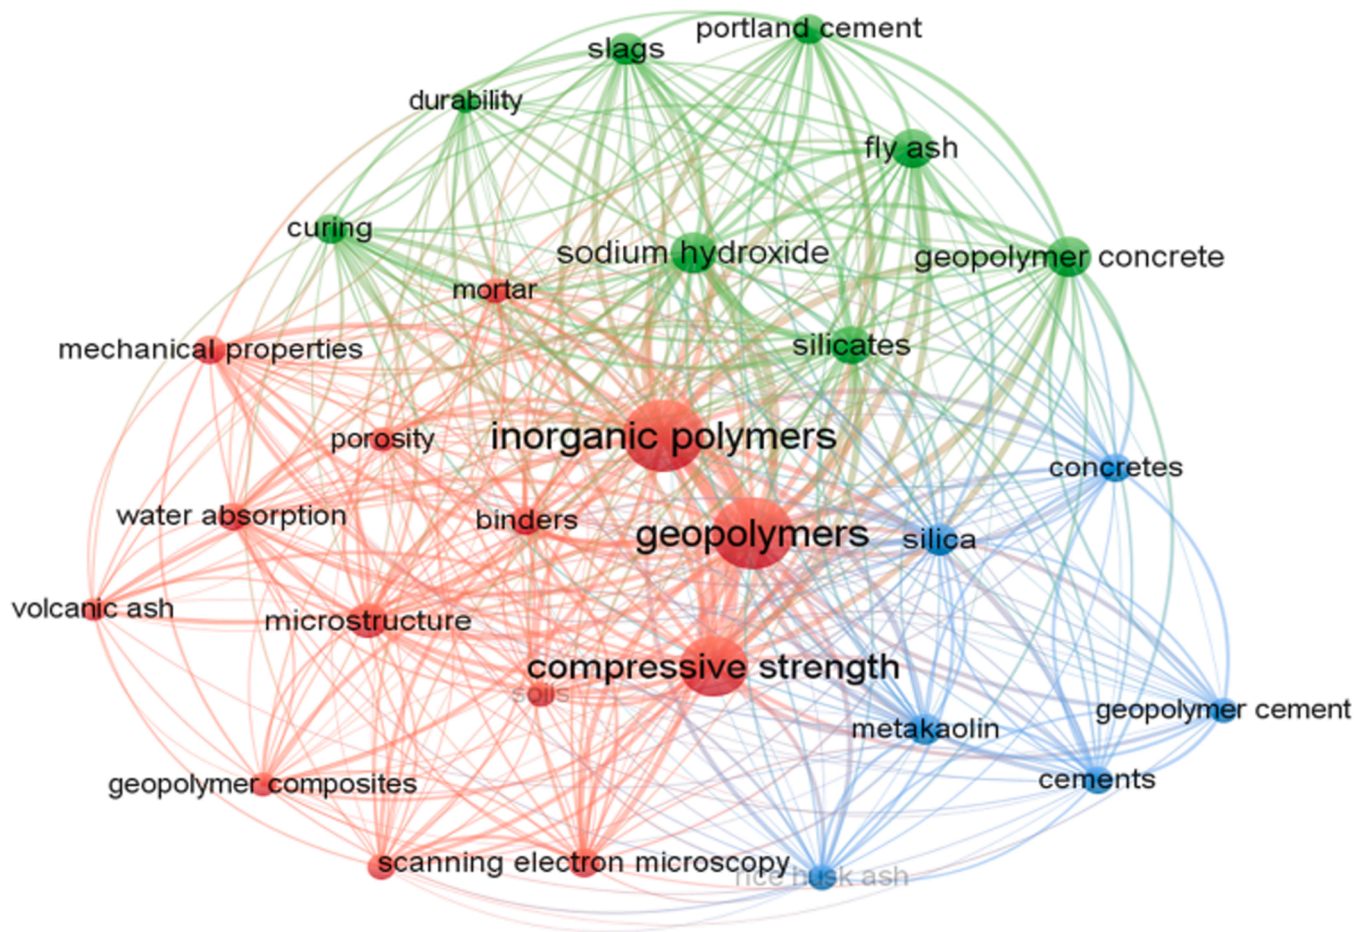 portland cement
slags
durability
fly ash
curing
sodium hydroxide
geopolymer concrete
mortar
silicates
mechanical properties
inorganic polymers
porosity
concretes
water absorption
binders
geopolymers
silica
volcanic ash
microstructure
compressive strength
soils
geopolymer cement
metakaolin
cements
geopolymer composites
scanning electron microscopy
rice husk ash